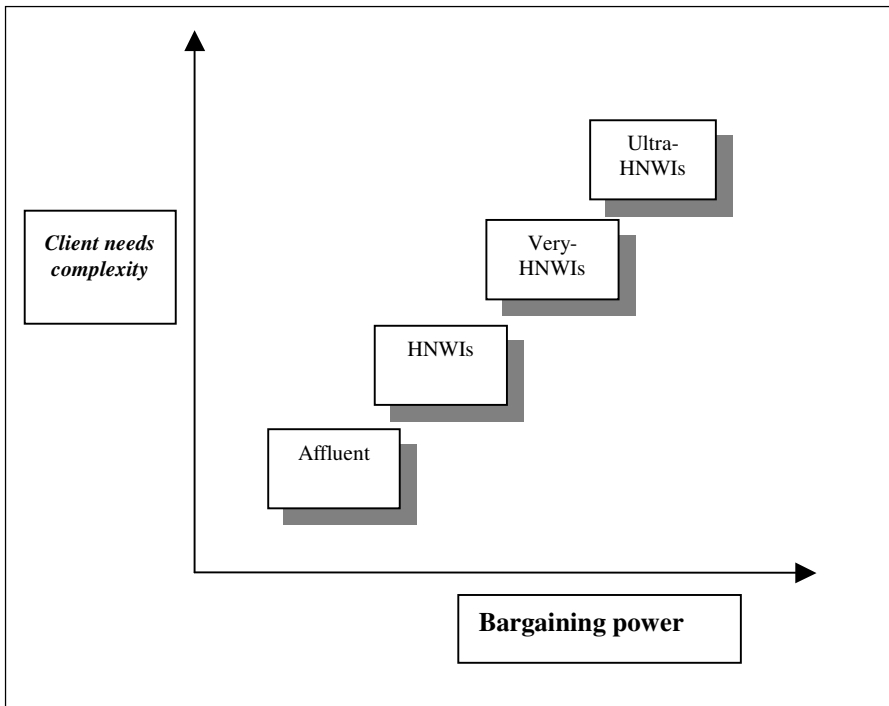 Ultra-
HNWIs
Very-
HNWIs
Client needs
complexity
HNWIs
Affluent
Bargaining power